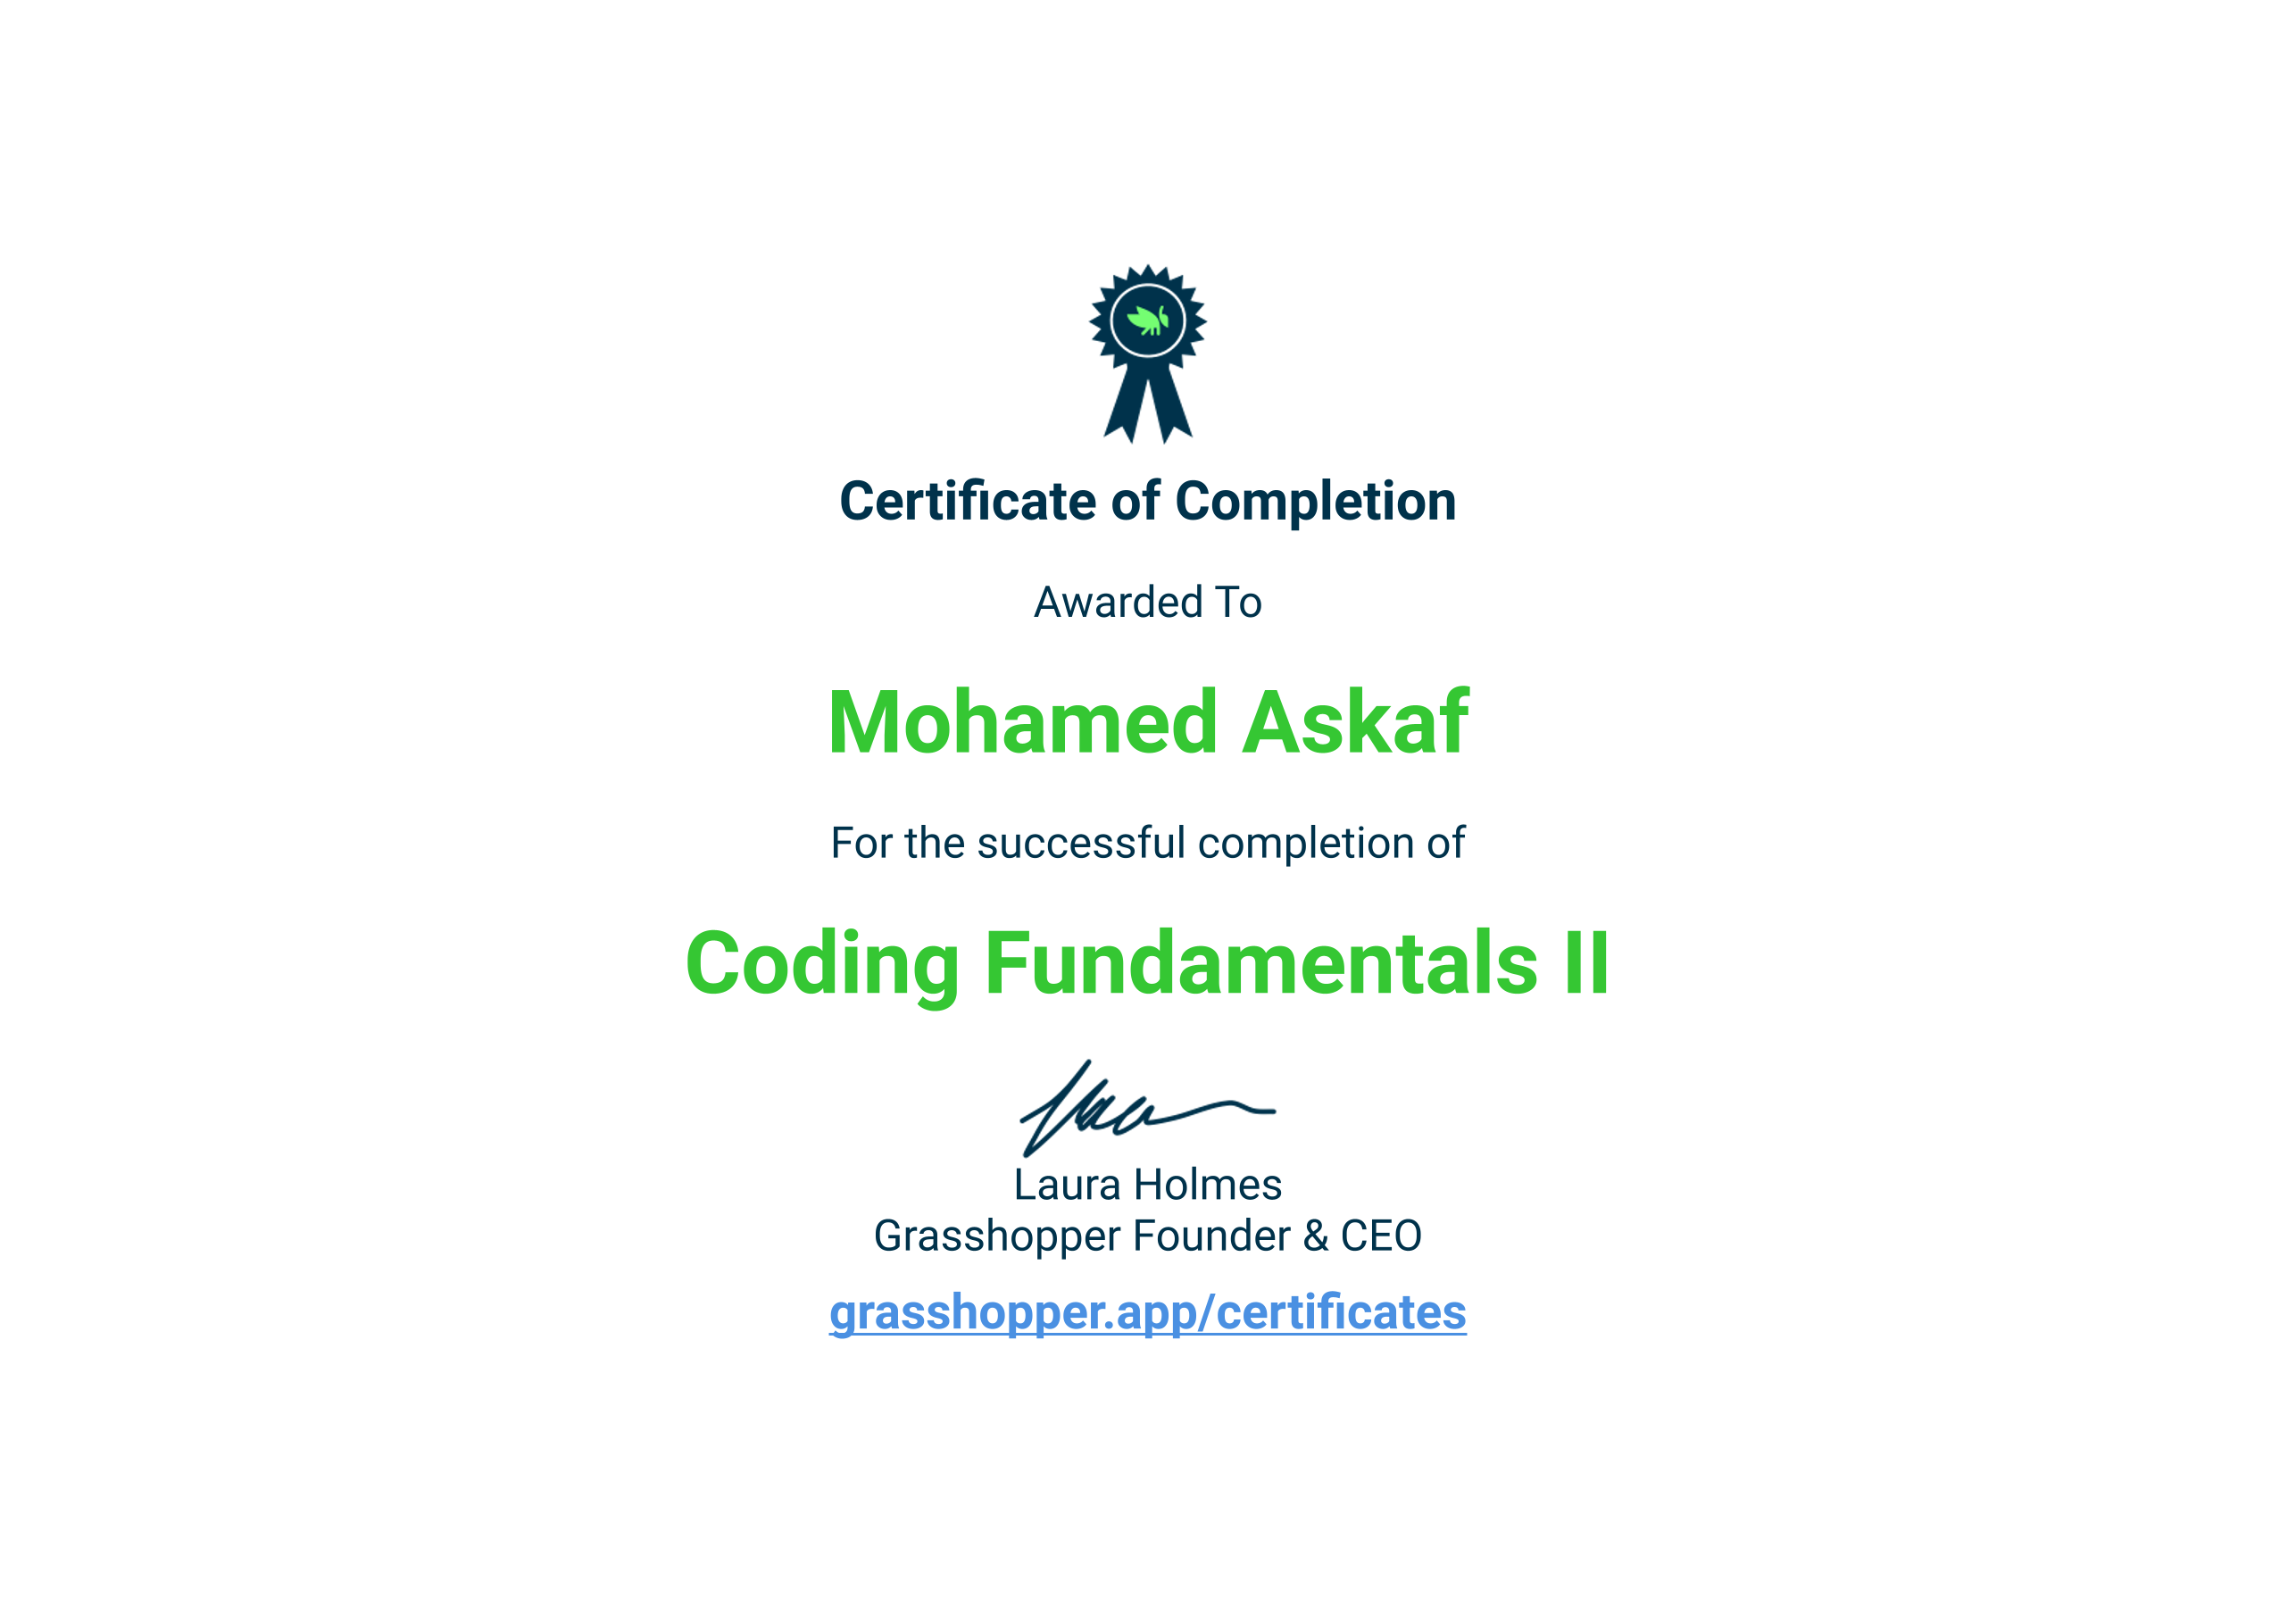 Certificate of Completion
Awarded To
Mohamed Askaf
For the successful completion of
Coding Fundamentals II
Laura Holmes
Grasshopper Founder & CEO
grasshopper.app/certificates